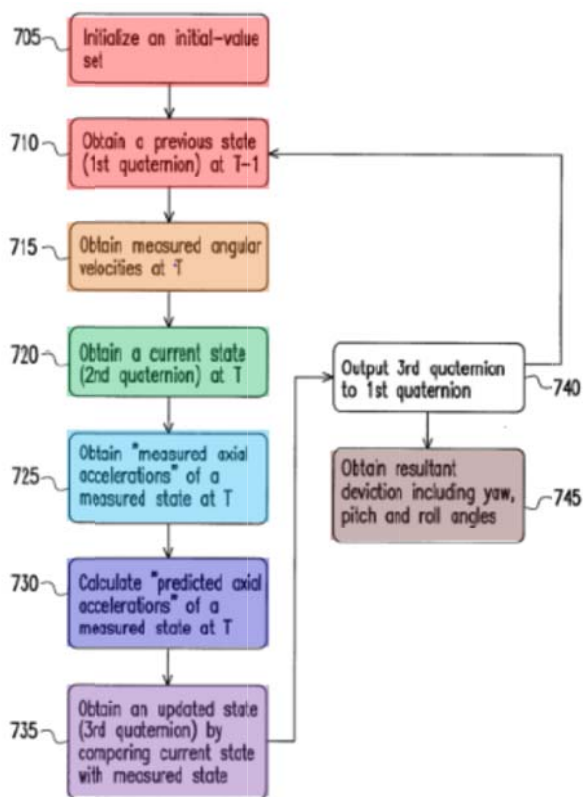 705
Initialize an initial-value
set
710
Obtain a previous state
(1st quaternion) at T-1
715
Obtain measured angular
velocities at T
720
Obtain a current state
(2nd quaternion) at T
725
Obtain "measured axial
accelerations" of a
measured state at T
730
Calculate "predicted axial
accelerations" of a
measured state at T
735
Obtain an updated state
(3rd quaternion) by
comparing current state
with measured state
Output 3rd quaternion
to 1st quaternion
740
Obtain resultant
deviction including yaw,
pitch and roll angles
745